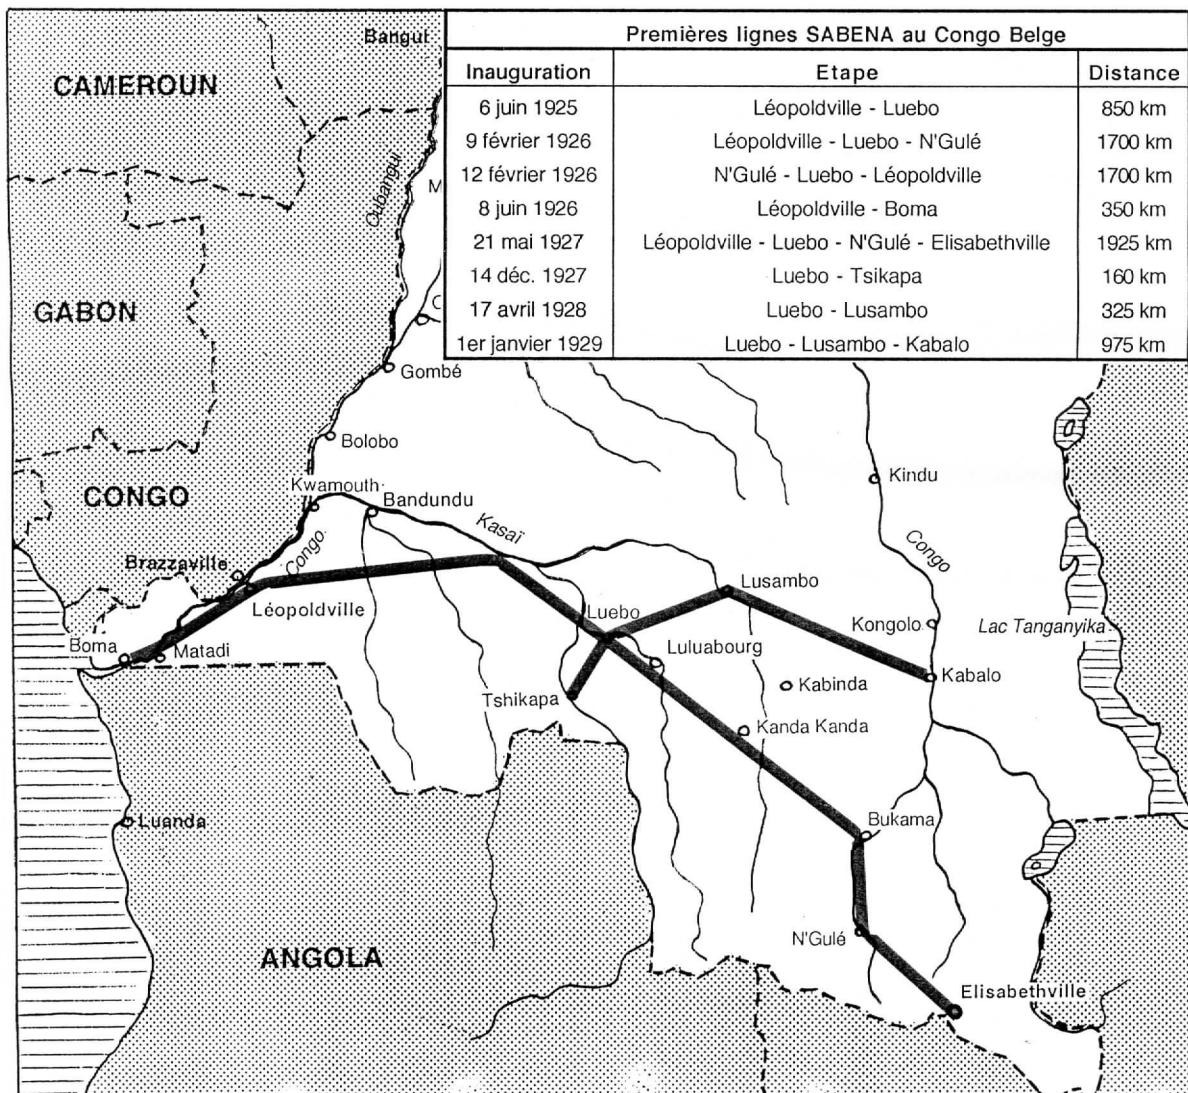 Premières lignes SABENA au Congo Belge
Inauguration Etape Distance
6 juin 1925 Léopoldville - Luebo 850 km
9 février 1926 Léopoldville - Luebo - N'Gulé 1700 km
12 février 1926 N'Gulé - Luebo - Léopoldville 1700 km
8 juin 1926 Léopoldville - Boma 350 km
21 mai 1927 Léopoldville - Luebo - N'Gulé - Elisabethville 1925 km
14 déc. 1927 Luebo - Tsikapa 160 km
17 avril 1928 Luebo - Lusambo 325 km
1er janvier 1929 Luebo - Lusambo - Kabalo 975 km
Bangui
CAMEROUN
Oubangui
M
GABON
Gombé
Bolobo
Kindu
Kwamouth
CONGO
Bandundu
Kasaï
Congo
Congo
Brazzaville
Léopoldville
Lusambo
Luebo
Kongolo
Lac Tanganyika
Boma
Matadi
Luluabourg
Kabalo
Tshikapa
Kabinda
Kanda Kanda
Luanda
Bukama
N'Gulé
ANGOLA
Elisabethville